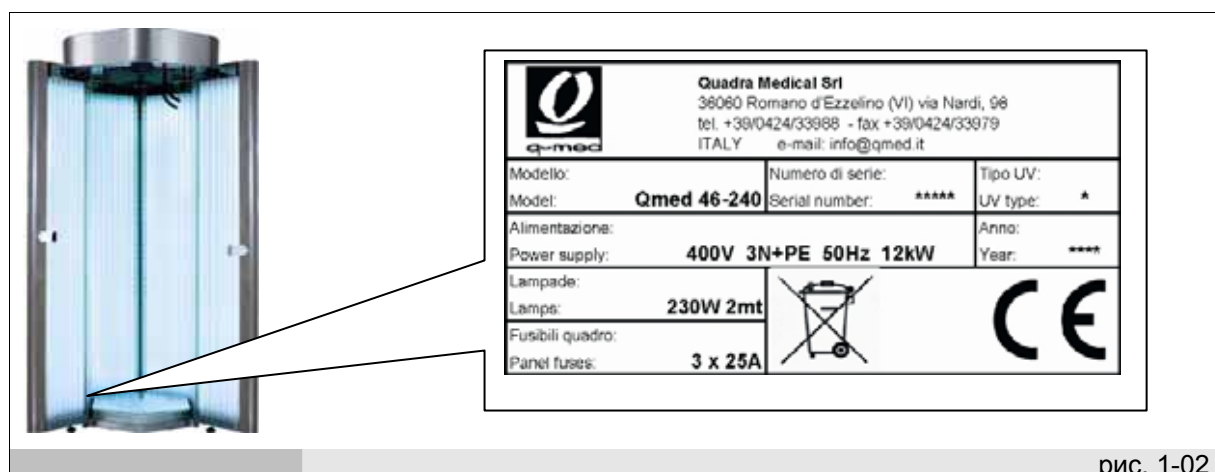 Quadra Medical Srl
36060 Romano d'Ezzelino (VI) via Nardi, 96
tel. +39/0424/33988 - fax +39/0424/33979
ITALY e-mail: info@qmed.it
q-med
Modello:
Model: Qmed 46-240
Numero di serie:
Serial number: *****
Tipo UV:
UV type: *
Alimentazione:
Power supply: 400V 3N+PE 50Hz 12kW
Anno:
Year: ****
Lampade:
Lamps: 230W 2mt
Fusibili quadro:
Panel fuses: 3 x 25A
CE
рис. 1-02